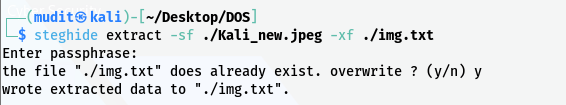 (mudit㉿kali)-[~/Desktop/DOS]
$ steghide extract -sf ./Kali_new.jpeg -xf ./img.txt
Enter passphrase:
the file "./img.txt" does already exist. overwrite ? (y/n) y
wrote extracted data to "./img.txt".